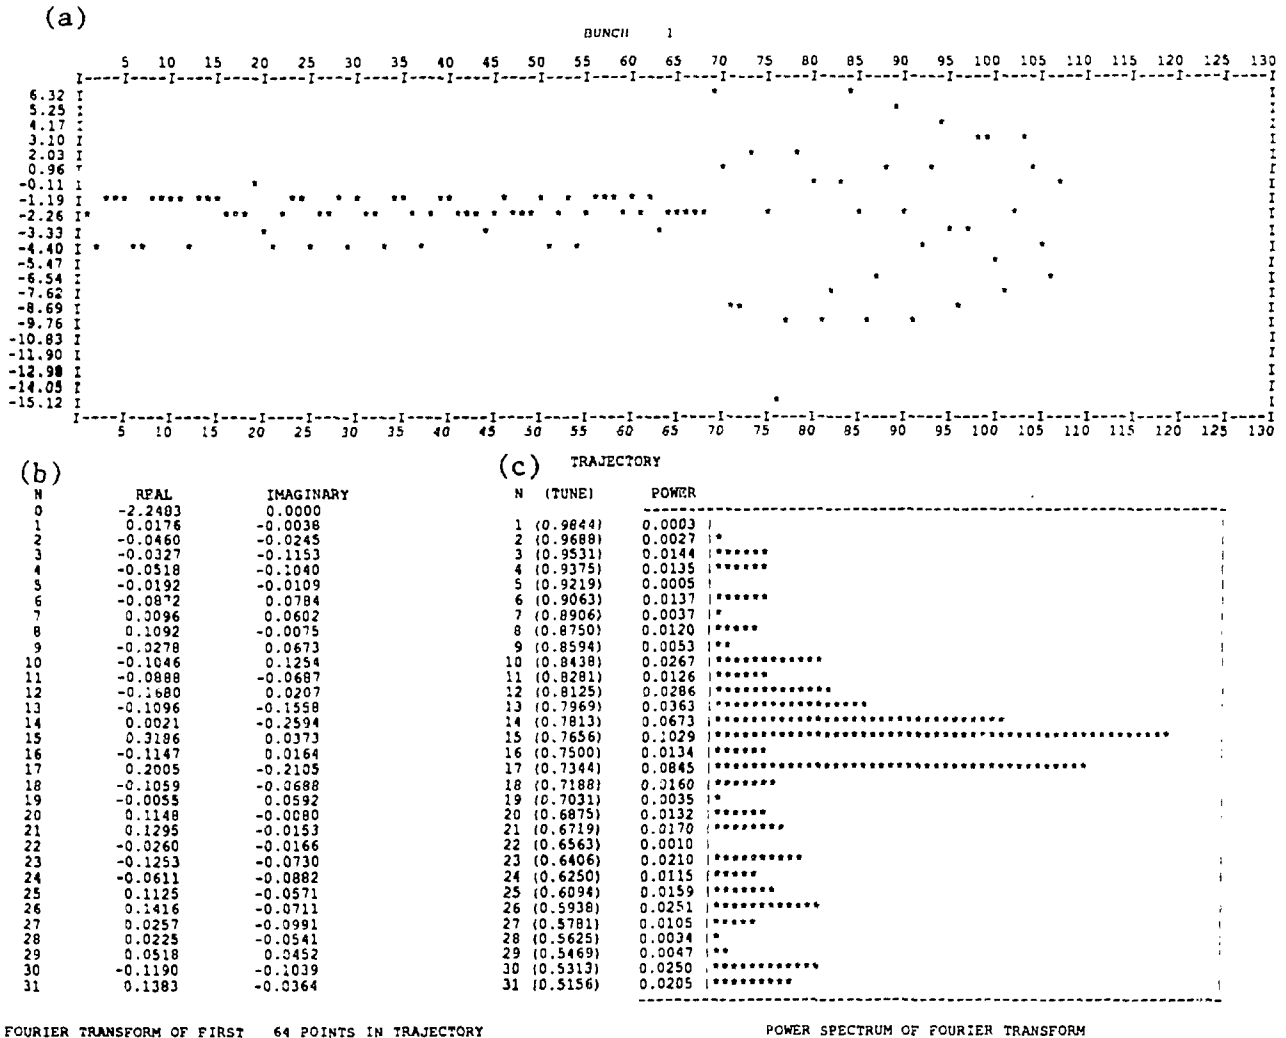 (a)
BUNCH 1
5 10 15 20 25 30 35 40 45 50 55 60 65 70 75 80 85 90 95 100 105 110 115 120 125 130
6.32
5.25
4.17
3.10
2.03
0.96
-0.11
-1.19
-2.26
-3.33
-4.40
-5.47
-6.54
-7.62
-8.69
-9.76
-10.83
-11.90
-12.98
-14.05
-15.12
5 10 15 20 25 30 35 40 45 50 55 60 65 70 75 80 85 90 95 100 105 110 115 120 125 130
TRAJECTORY
(b)
N REAL IMAGINARY
0 -2.2483 0.0000
1 0.0176 -0.0038
2 -0.0460 -0.0245
3 -0.0327 -0.1153
4 -0.0518 -0.1040
5 -0.0192 -0.0109
6 -0.0872 0.0784
7 0.0096 0.0602
8 0.1092 -0.0075
9 -0.0278 0.0673
10 -0.1046 0.1254
11 -0.0888 -0.0687
12 -0.1680 0.0207
13 -0.1096 -0.1558
14 0.0021 -0.2594
15 0.3186 0.0373
16 -0.1147 0.0164
17 0.2005 -0.2105
18 -0.1059 -0.0688
19 -0.0055 0.0592
20 0.1148 -0.0080
21 0.1295 -0.0153
22 -0.0260 -0.0166
23 -0.1253 -0.0730
24 -0.0611 -0.0882
25 0.1125 -0.0571
26 0.1416 -0.0711
27 0.0257 -0.0991
28 0.0225 -0.0541
29 0.0518 0.0452
30 -0.1190 -0.1039
31 0.1383 -0.0364
FOURIER TRANSFORM OF FIRST 64 POINTS IN TRAJECTORY
(c)
N (TUNE) POWER
1 (0.9844) 0.0003
2 (0.9688) 0.0027 *
3 (0.9531) 0.0144 ******
4 (0.9375) 0.0135 ******
5 (0.9219) 0.0005
6 (0.9063) 0.0137 ******
7 (0.8906) 0.0037 *
8 (0.8750) 0.0120 *****
9 (0.8594) 0.0053 **
10 (0.8438) 0.0267
11 (0.8281) 0.0126 ******
12 (0.8125) 0.0286
13 (0.7969) 0.0363
14 (0.7813) 0.0673
15 (0.7656) 0.1029
16 (0.7500) 0.0134 ******
17 (0.7344) 0.0845
18 (0.7188) 0.0160 *******
19 (0.7031) 0.0035 *
20 (0.6875) 0.0132 ******
21 (0.6719) 0.0170 ********
22 (0.6563) 0.0010
23 (0.6406) 0.0210 **********
24 (0.6250) 0.0115 *****
25 (0.6094) 0.0159 *******
26 (0.5938) 0.0251
27 (0.5781) 0.0105 *****
28 (0.5625) 0.0034 *
29 (0.5469) 0.0047 **
30 (0.5313) 0.0250
31 (0.5156) 0.0205 *********
POWER SPECTRUM OF FOURIER TRANSFORM